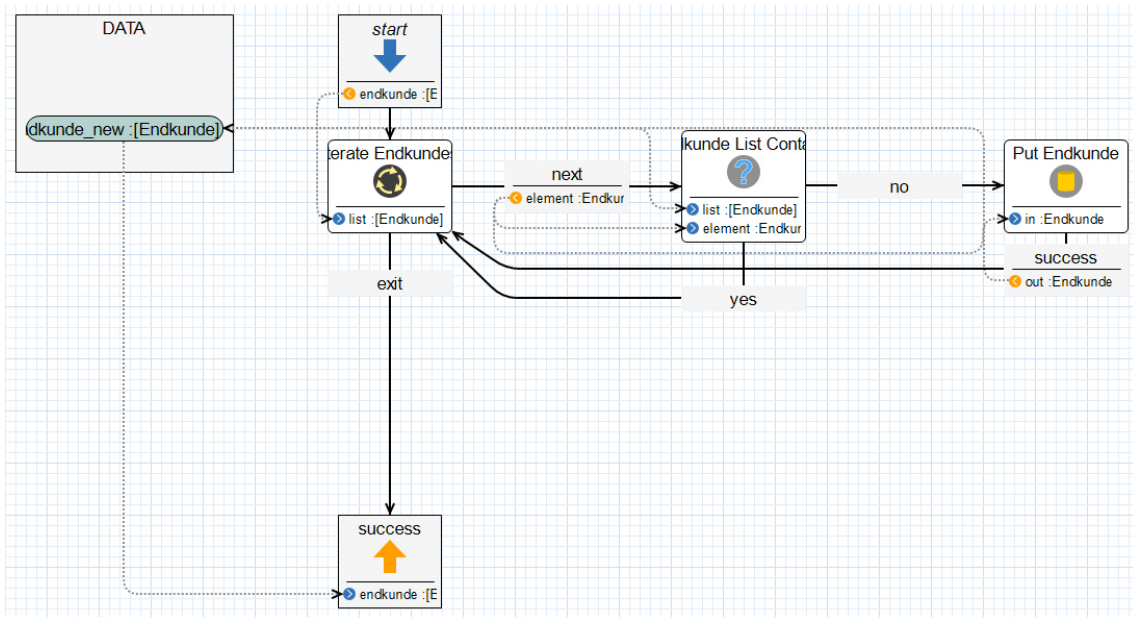 DATA
dkunde_new :[Endkunde]
start
endkunde :[E
terate Endkundes
list :[Endkunde]
next
element :Endkur
lkunde List Conta
list :[Endkunde]
element :Endkur
no
Put Endkunde
in :Endkunde
success
out :Endkunde
yes
exit
success
endkunde :[E